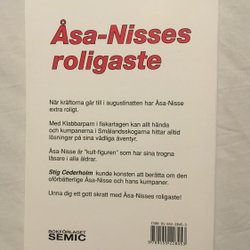 Åsa-Nisses
roligaste
När kräftorna går till i augustinatten har Åsa-Nisse
extra roligt.
Med Klabbarparn i fiskartagen kan allt hända
och kumpanerna i Smålandsskogarna hittar alltid
lösningar på sina vådliga äventyr.
Åsa-Nisse är "kult-figuren" som har sina trogna
läsare i alla åldrar.
Stig Cederholm kunde konsten att berätta om den
oförbätterlige Åsa-Nisse och hans kumpaner.
Unna dig ett gott skratt med Åsa-Nisses roligaste!
BOKFÖRLAGET
SEMIC